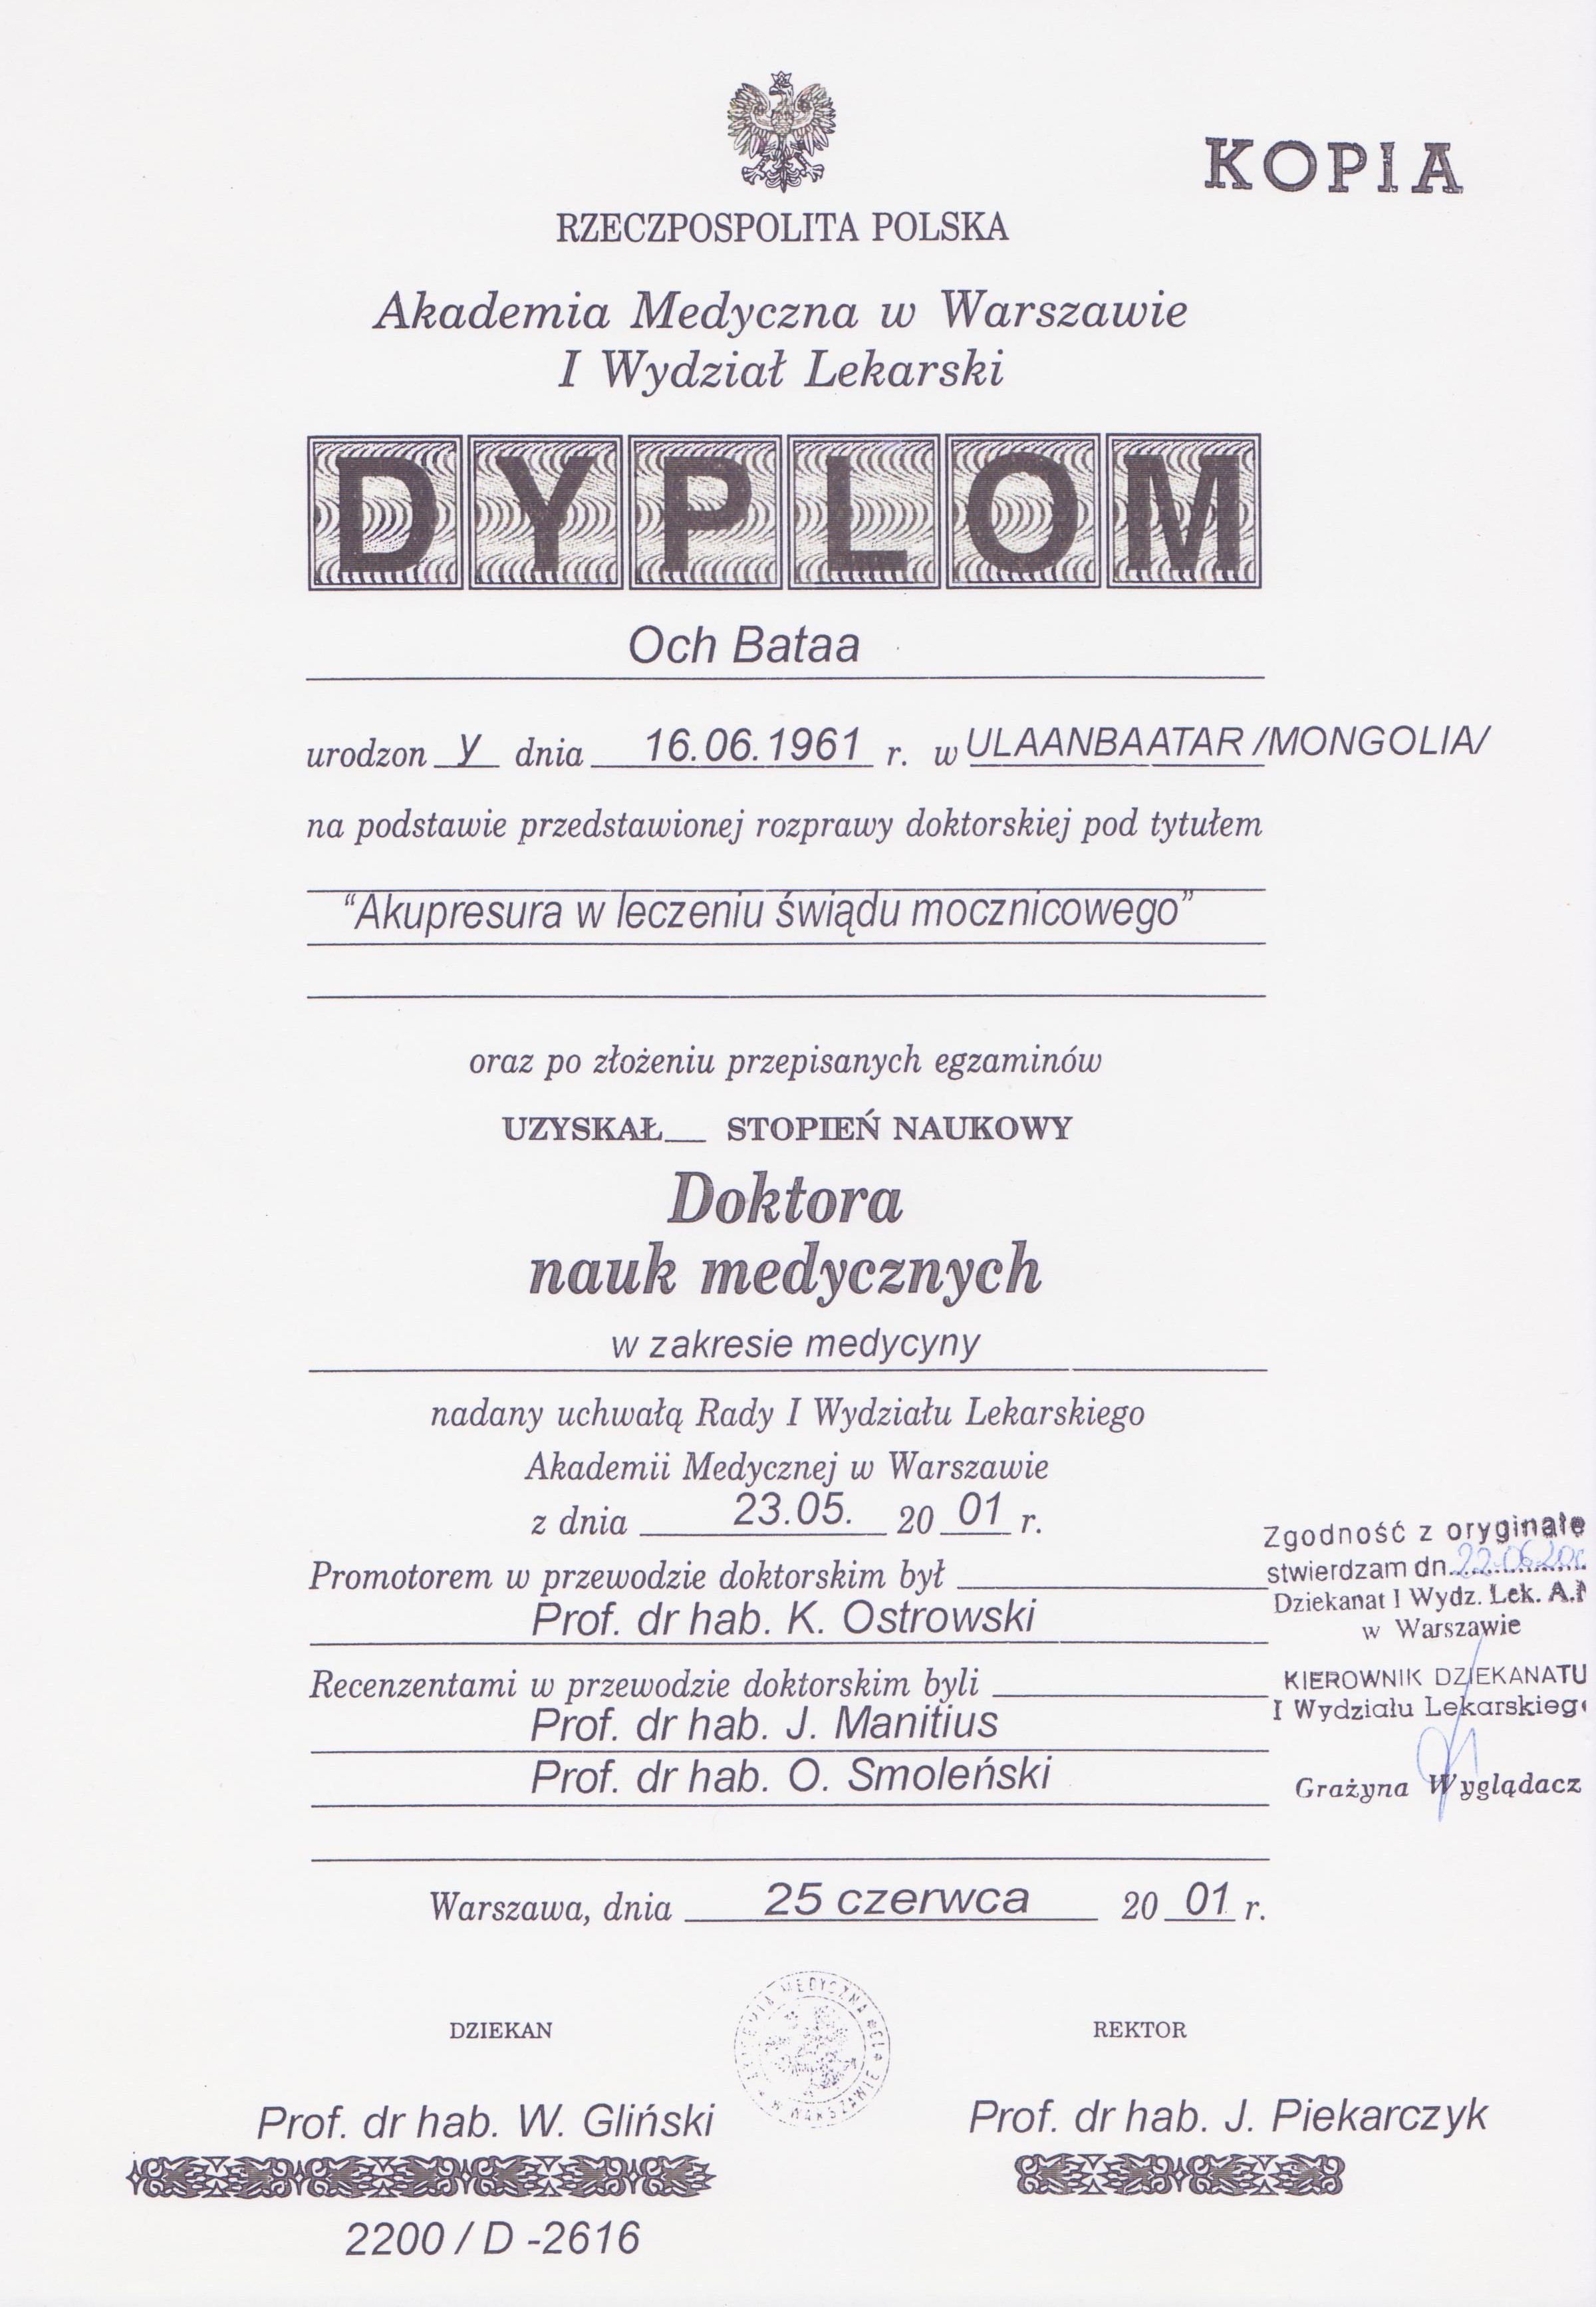 KOPIA
RZECZPOSPOLITA POLSKA
Akademia Medyczna w Warszawie
I Wydział Lekarski
DYPLOM
Och Bataa
urodzon y dnia 16.06.1961 r. w ULAANBAATAR /MONGOLIA/
na podstawie przedstawionej rozprawy doktorskiej pod tytułem
“Akupresura w leczeniu świądu mocznicowego”
oraz po złożeniu przepisanych egzaminów
UZYSKAŁ__ STOPIEŃ NAUKOWY
Doktora
nauk medycznych
w zakresie medycyny
nadany uchwałą Rady I Wydziału Lekarskiego
Akademii Medycznej w Warszawie
z dnia 23.05. 20 01 r.
Promotorem w przewodzie doktorskim był
Prof. dr hab. K. Ostrowski
Recenzentami w przewodzie doktorskim byli
Prof. dr hab. J. Manitius
Prof. dr hab. O. Smoleński
Zgodność z oryginałe
stwierdzam dn. 22.06.200
Dziekanat I Wydz. Lek. A.M
w Warszawie
KIEROWNIK DZIEKANATU
I Wydziału Lekarskieg
Grażyna Wyglądacz
Warszawa, dnia 25 czerwca 20 01 r.
DZIEKAN
AKADEMIA MEDYCZNA W WARSZAWIE
REKTOR
Prof. dr hab. W. Gliński
Prof. dr hab. J. Piekarczyk
2200 / D -2616